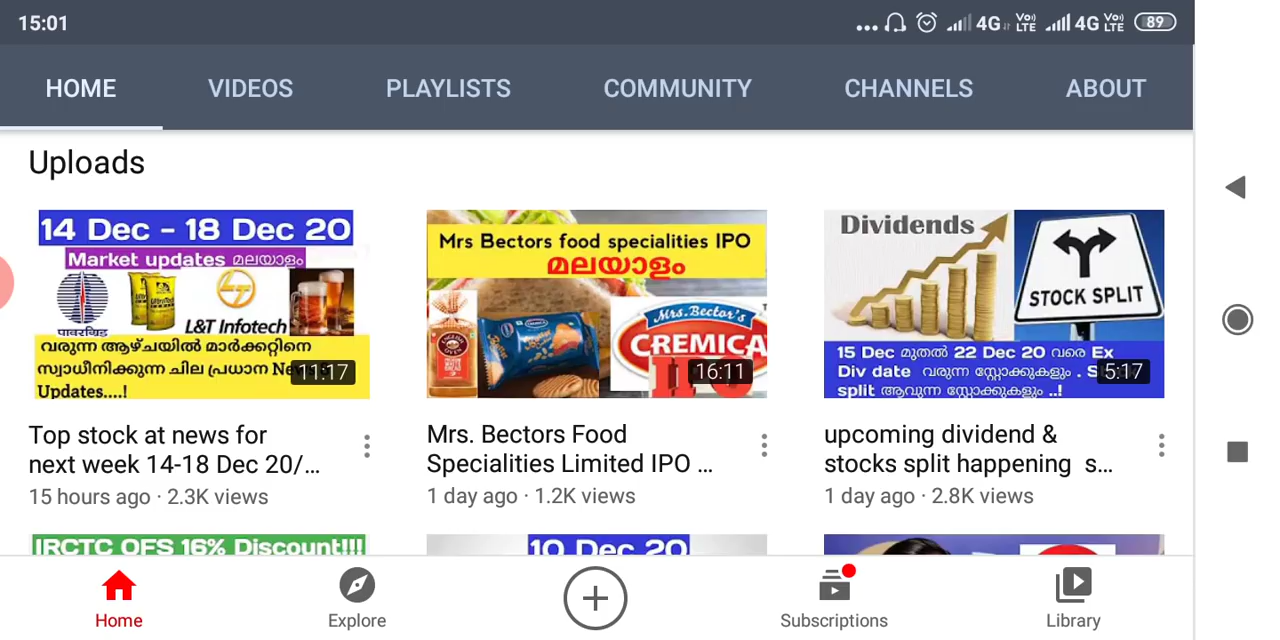 15:01
... 4G Vo) LTE 4G Vo) LTE 89
HOME VIDEOS PLAYLISTS COMMUNITY CHANNELS ABOUT
Uploads
14 Dec - 18 Dec 20
Market updates മലയാളം
पावरग्रिड
L&T Infotech
വരുന്ന ആഴ്ചയിൽ മാർക്കറ്റിനെ
സ്വാധീനിക്കുന്ന ചില പ്രധാന
Updates....!
11:17
Mrs Bectors food specialities IPO
മലയാളം
Mrs.Bector's
CREMICA
16:11
Dividends
STOCK SPLIT
15 Dec മുതൽ 22 Dec 20 വരെ Ex
Div date വരുന്ന സ്റ്റോക്കുകളും .
split ആവുന്ന സ്റ്റോക്കുകളും ..!
5:17
Top stock at news for
next week 14-18 Dec 20/...
15 hours ago · 2.3K views
Mrs. Bectors Food
Specialities Limited IPO ...
1 day ago · 1.2K views
upcoming dividend &
stocks split happening s...
1 day ago · 2.8K views
IRCTC OFS 16% Discount!!!
10 Dec 20
Home Explore Subscriptions Library